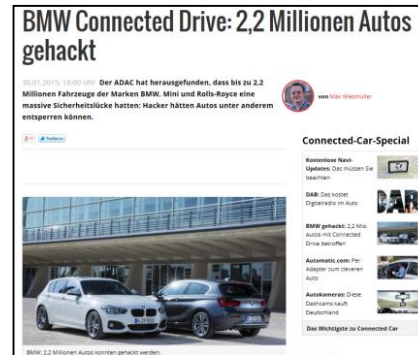 BMW Connected Drive: 2,2 Millionen Autos
gehackt
30.01.2015, 18:00 Uhr Der ADAC hat herausgefunden, dass bis zu 2,2
Millionen Fahrzeuge der Marken BMW, Mini und Rolls-Royce eine
massive Sicherheitslücke hatten: Hacker hätten Autos unter anderem
entsperren können.
von Max Wiesmüller
Connected-Car-Special
Kostenlose Navi-
Updates: Das müssen Sie
beachten
DAB: Das kostet
Digitalradio im Auto
BMW gehackt: 2,2 Mio.
Autos mit Connected
Drive betroffen
Automatic.com: Per
Adapter zum cleveren
Auto
Autokameras: Diese
Dashcams kauft
Deutschland
Das Wichtigste zu Connected Car
BMW: 2,2 Millionen Autos konnten gehackt werden.